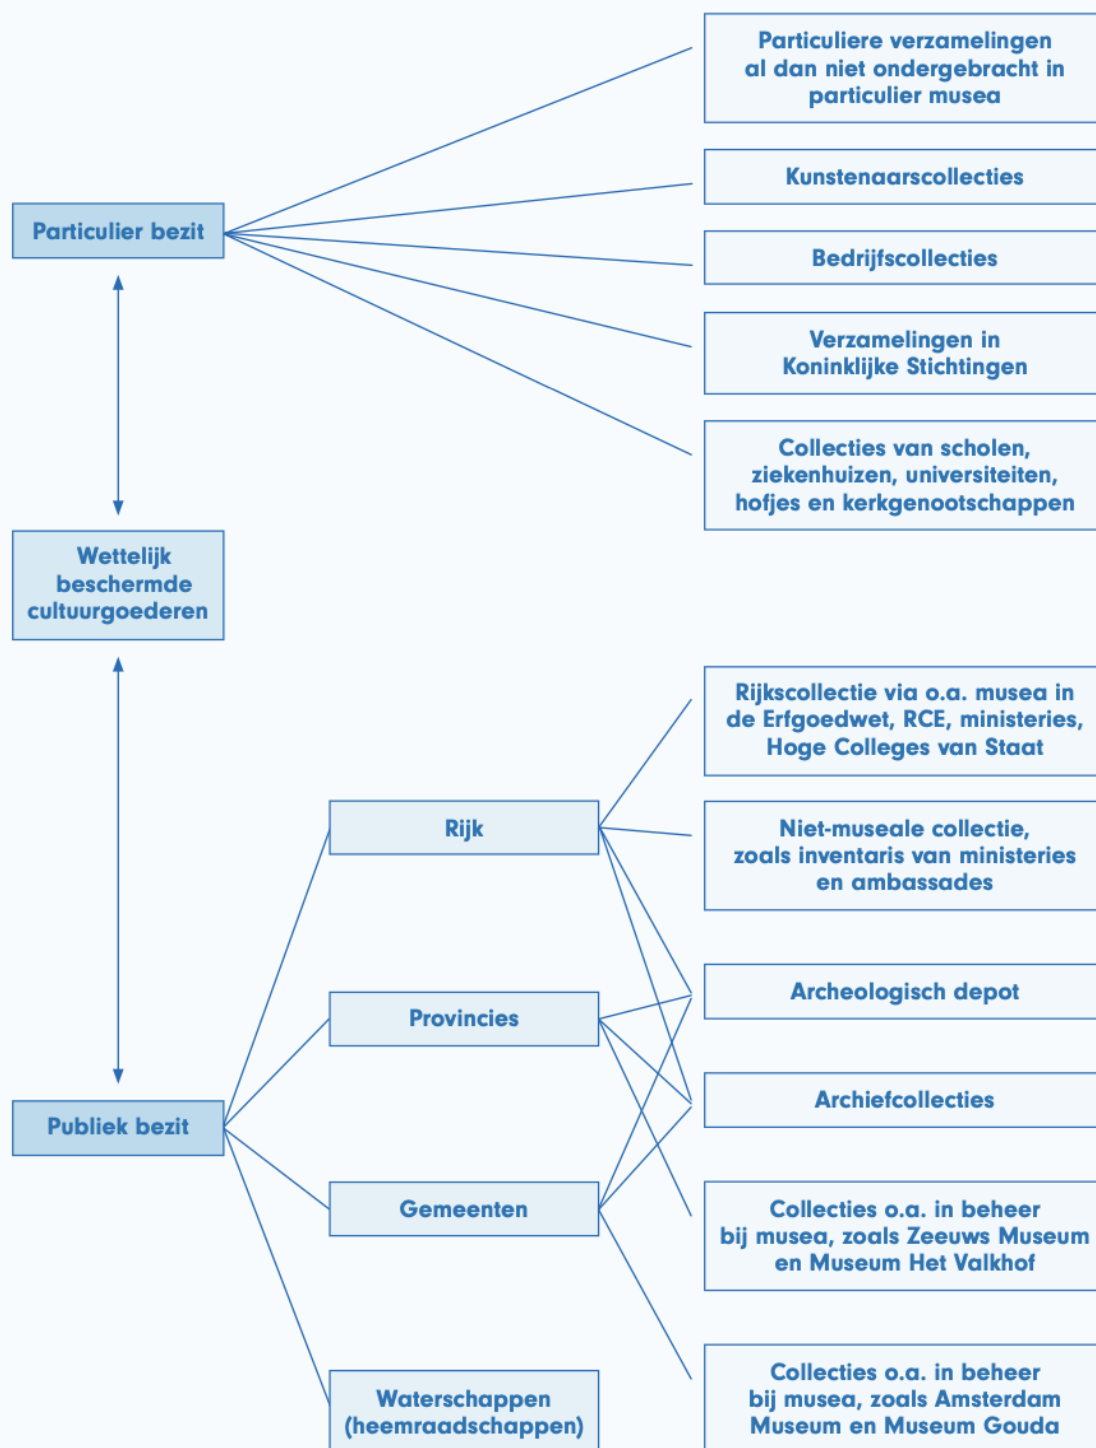 Particuliere verzamelingen
al dan niet ondergebracht in
particulier musea
Kunstenaarscollecties
Particulier bezit
Bedrijfscollecties
Verzamelingen in
Koninklijke Stichtingen
Collecties van scholen,
ziekenhuizen, universiteiten,
hofjes en kerkgenootschappen
Wettelijk
beschermde
cultuurgoederen
Rijkscollectie via o.a. musea in
de Erfgoedwet, RCE, ministeries,
Hoge Colleges van Staat
Rijk
Niet-museale collectie,
zoals inventaris van ministeries
en ambassades
Archeologisch depot
Provincies
Archiefcollecties
Publiek bezit
Gemeenten
Collecties o.a. in beheer
bij musea, zoals Zeeuws Museum
en Museum Het Valkhof
Waterschappen
(heemraadschappen)
Collecties o.a. in beheer
bij musea, zoals Amsterdam
Museum en Museum Gouda